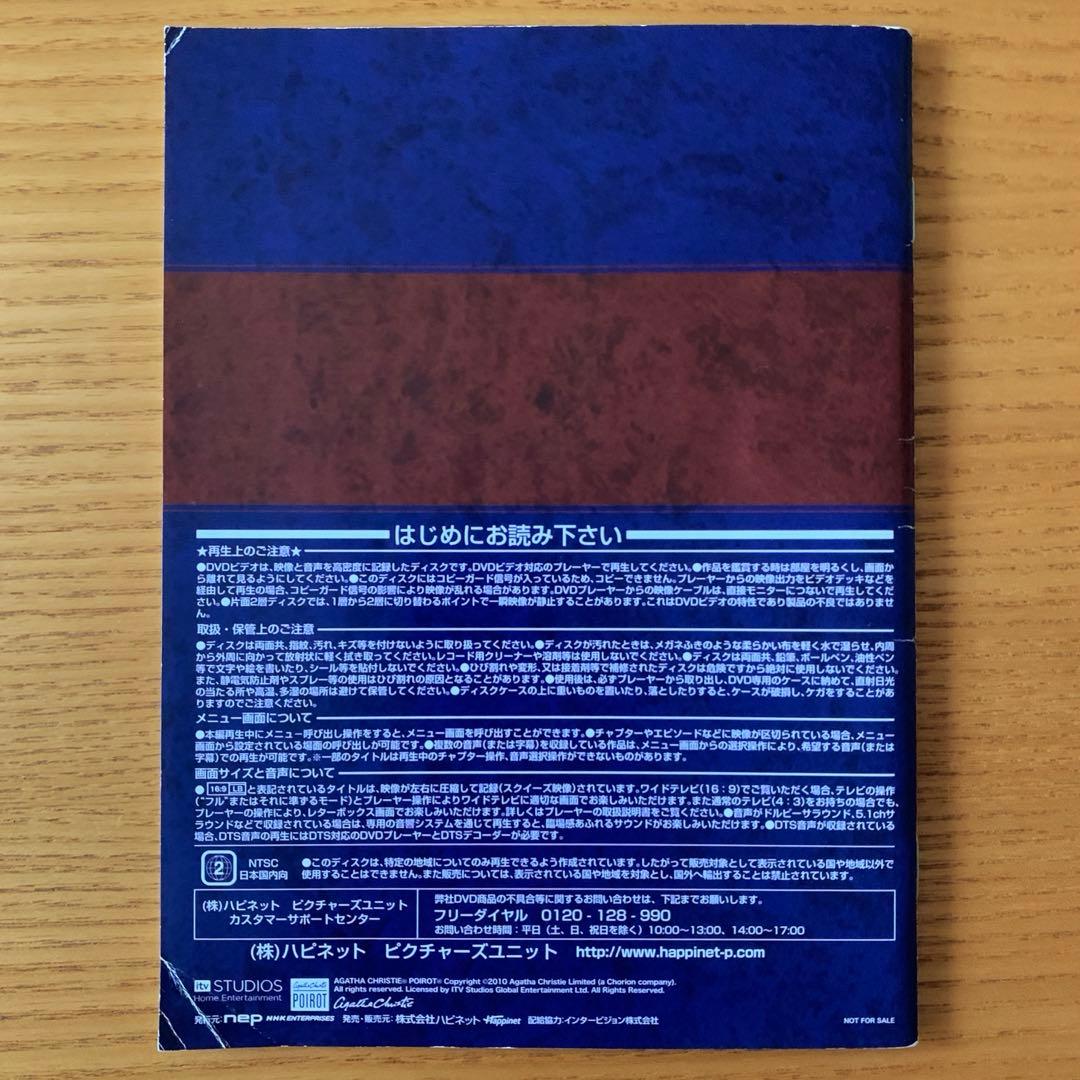 はじめにお読み下さい
★再生上のご注意★
●DVDビデオは、映像と音声を高密度に記録したディスクです。DVDビデオ対応のプレーヤーで再生してください。●作品を鑑賞する時は部屋を明るくし、画面か
ら離れて見るようにしてください。●このディスクにはコピーガード信号が入っているため、コピーできません。プレーヤーからの映像出力をビデオデッキなどを
経由して再生の場合、コピーガード信号の影響により映像が乱れる場合があります。DVDプレーヤーからの映像ケーブルは、直接モニターにつないで再生してくだ
さい。●片面2層ディスクでは、1層から2層に切り替わるポイントで一瞬映像が静止することがあります。これはDVDビデオの特性であり製品の不良ではありませ
ん。
取扱・保管上のご注意
●ディスクは両面共、指紋、汚れ、キズ等を付けないように取り扱ってください。●ディスクが汚れたときは、メガネふきのような柔らかい布を軽く水で湿らせ、内周
から外周に向かって放射状に軽く拭き取ってください。レコード用クリーナーや溶剤等は使用しないでください。●ディスクは両面共、鉛筆、ボールペン、油性ペン
等で文字や絵を書いたり、シール等を貼付しないでください。●ひび割れや変形、又は接着剤等で補修されたディスクは危険ですから絶対に使用しないでください。
また、静電気防止剤やスプレー等の使用はひび割れの原因となることがあります。●使用後は、必ずプレーヤーから取り出し、DVD専用のケースに納めて、直射日光
の当たる所や高温、多湿の場所は避けて保管してください。●ディスクケースの上に重いものを置いたり、落としたりすると、ケースが破損し、ケガをすることがあ
りますのでご注意ください。
メニュー画面について
●本編再生中にメニュー呼び出し操作をすると、メニュー画面を呼び出すことができます。●チャプターやエピソードなどに映像が区切られている場合、メニュー
画面から設定されている場面の呼び出しが可能です。●複数の音声(または字幕)を収録している作品は、メニュー画面からの選択操作により、希望する音声(または
字幕)での再生が可能です。※一部のタイトルは再生中のチャプター操作、音声選択操作ができないものがあります。
画面サイズと音声について
●16:9 LBと表記されているタイトルは、映像が左右に圧縮して記録(スクイーズ映像)されています。ワイドテレビ(16:9)でご覧いただく場合、テレビの操作
("フル"またはそれに準ずるモード)とプレーヤー操作によりワイドテレビに適切な画面でお楽しみいただけます。また通常のテレビ(4:3)をお持ちの場合でも、
プレーヤーの操作により、レターボックス画面でお楽しみいただけます。詳しくはプレーヤーの取扱説明書をご覧ください。●音声がドルビーサラウンド、5.1chサ
ラウンドなどで収録されている場合は、専用の音響システムを通じて再生すると、臨場感あふれるサウンドがお楽しみいただけます。●DTS音声が収録されている
場合、DTS音声の再生にはDTS対応のDVDプレーヤーとDTSデコーダーが必要です。
2 NTSC 日本国内向
●このディスクは、特定の地域についてのみ再生できるよう作成されています。したがって販売対象として表示されている国や地域以外で
使用することはできません。また販売については、表示されている国や地域を対象とし、国外へ輸出することは禁止されています。
(株)ハピネット ピクチャーズユニット
カスタマーサポートセンター
弊社DVD商品の不具合等に関するお問い合わせは、下記までお願いします。
フリーダイヤル 0120-128-990
お問い合わせ時間:平日(土、日、祝日を除く)10:00〜13:00、14:00〜17:00
(株)ハピネット ピクチャーズユニット http://www.happinet-p.com
itv STUDIOS
Home Entertainment
Agatha Christie
POIROT
AGATHA CHRISTIE® POIROT® Copyright ©2010 Agatha Christie Limited (a Chorion company).
All rights reserved. Licensed by ITV Studios Global Entertainment Ltd. All Rights Reserved.
Agatha Christie
発行元:nep NHK ENTERPRISES 発売・販売元:株式会社ハピネット Happinet 配給協力:インタービジョン株式会社
NOT FOR SALE